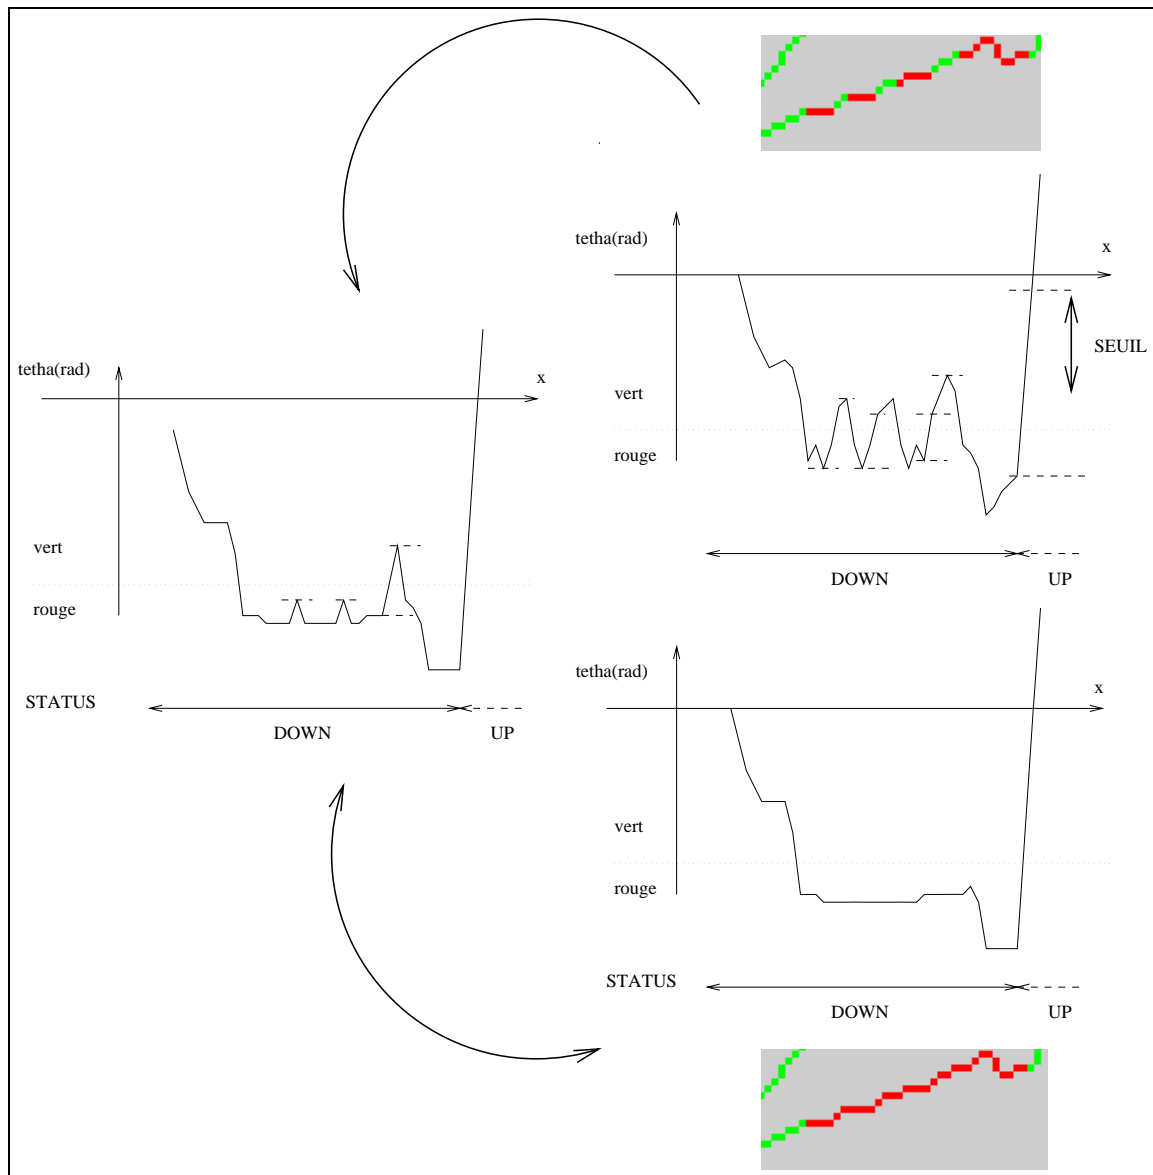 tetha(rad)
x
SEUIL
vert
rouge
DOWN
UP
tetha(rad)
x
vert
rouge
STATUS
DOWN
UP
tetha(rad)
x
vert
rouge
STATUS
DOWN
UP